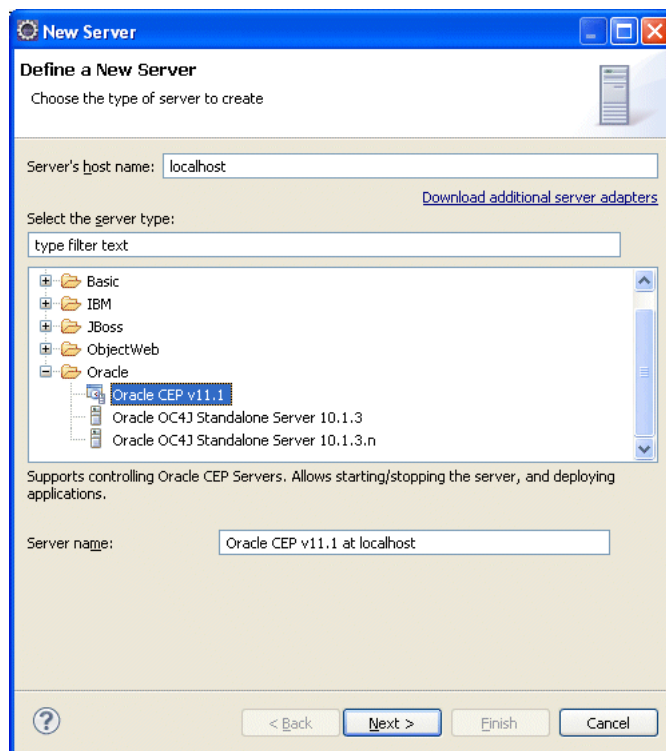 New Server
Define a New Server
Choose the type of server to create
Server's host name: localhost
Download additional server adapters
Select the server type:
type filter text
Basic
IBM
JBoss
ObjectWeb
Oracle
Oracle CEP v11.1
Oracle OC4J Standalone Server 10.1.3
Oracle OC4J Standalone Server 10.1.3.n
Supports controlling Oracle CEP Servers. Allows starting/stopping the server, and deploying
applications.
Server name: Oracle CEP v11.1 at localhost
? < Back Next > Finish Cancel